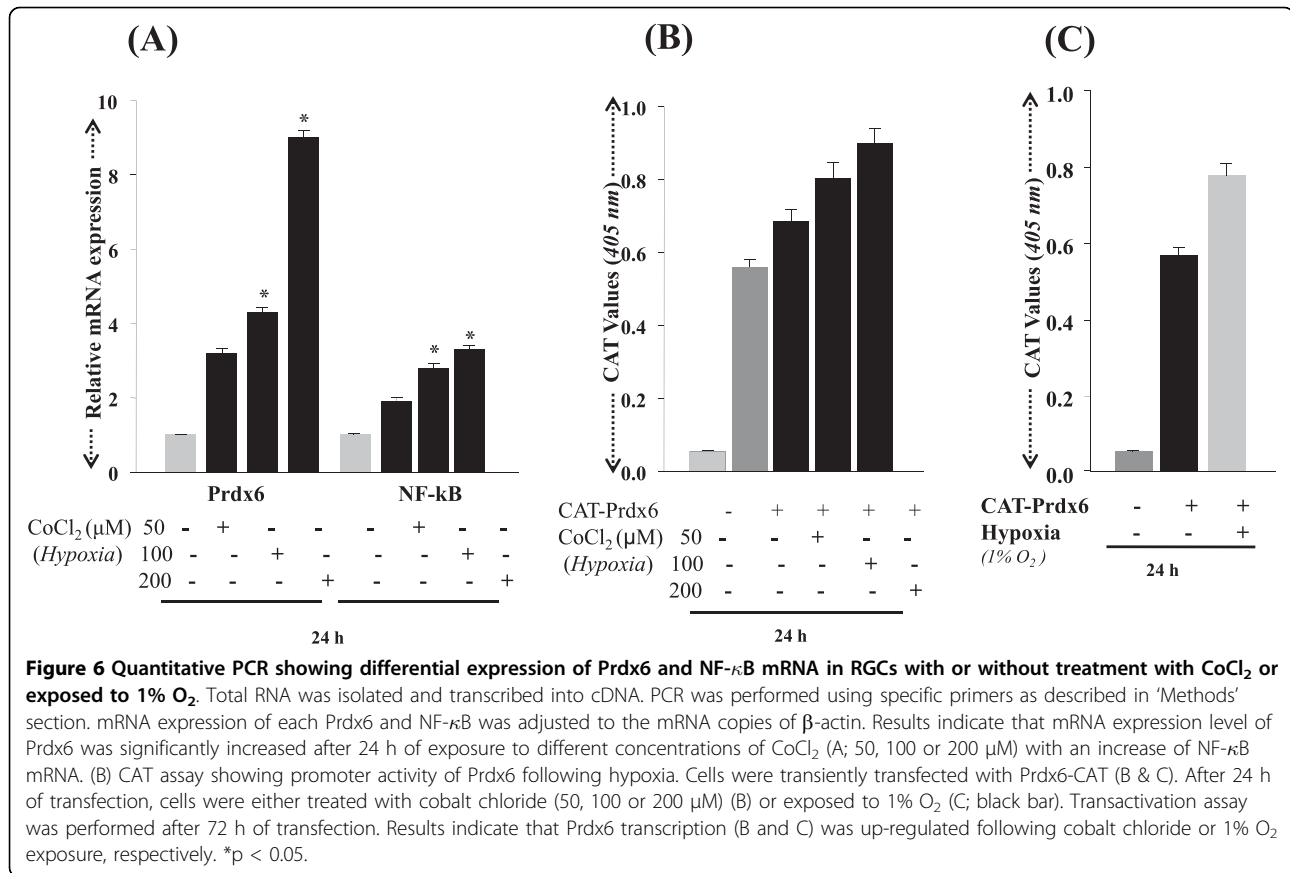 (A)
(B)
(C)
Relative mRNA expression
10
8
6
4
2
0
*
*
*
*
*
Prdx6 NF-kB
CoCl₂ (µM) 50 - + - - - + - -
(Hypoxia) 100 - - + - - - + -
200 - - - + - - - +
24 h
CAT Values (405 nm)
1.0
0.8
0.6
0.4
0.2
0.0
CAT-Prdx6 - + + + +
CoCl₂ (µM) 50 - - + - -
(Hypoxia) 100 - - - + -
200 - - - - +
24 h
CAT Values (405 nm)
1.0
0.8
0.6
0.4
0.2
0.0
CAT-Prdx6 - + +
Hypoxia - - +
(1% O₂)
24 h
Figure 6 Quantitative PCR showing differential expression of Prdx6 and NF-κB mRNA in RGCs with or without treatment with CoCl₂ or
exposed to 1% O₂. Total RNA was isolated and transcribed into cDNA. PCR was performed using specific primers as described in ‘Methods’
section. mRNA expression of each Prdx6 and NF-κB was adjusted to the mRNA copies of β-actin. Results indicate that mRNA expression level of
Prdx6 was significantly increased after 24 h of exposure to different concentrations of CoCl₂ (A; 50, 100 or 200 µM) with an increase of NF-κB
mRNA. (B) CAT assay showing promoter activity of Prdx6 following hypoxia. Cells were transiently transfected with Prdx6-CAT (B & C). After 24 h
of transfection, cells were either treated with cobalt chloride (50, 100 or 200 µM) (B) or exposed to 1% O₂ (C; black bar). Transactivation assay
was performed after 72 h of transfection. Results indicate that Prdx6 transcription (B and C) was up-regulated following cobalt chloride or 1% O₂
exposure, respectively. *p < 0.05.